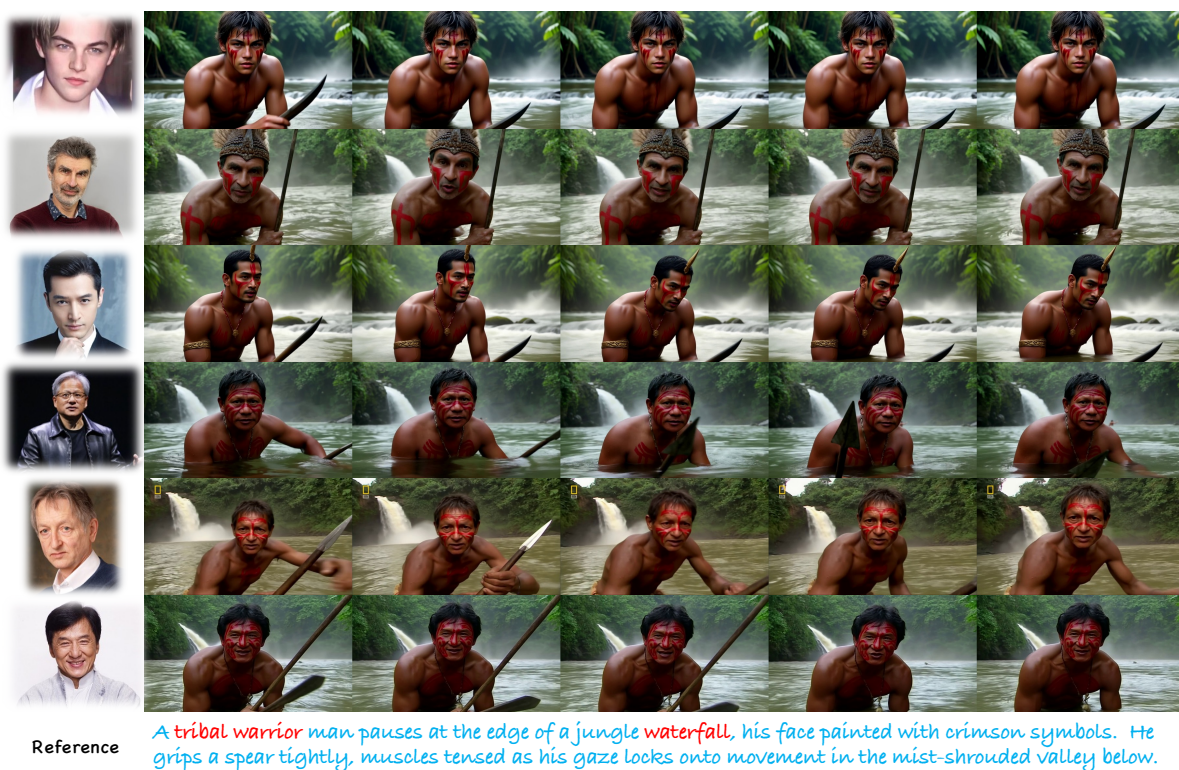 A tribal warrior man pauses at the edge of a jungle waterfall, his face painted with crimson symbols. He
Reference
grips a spear tightly, muscles tensed as his gaze locks onto movement in the mist-shrouded valley below.